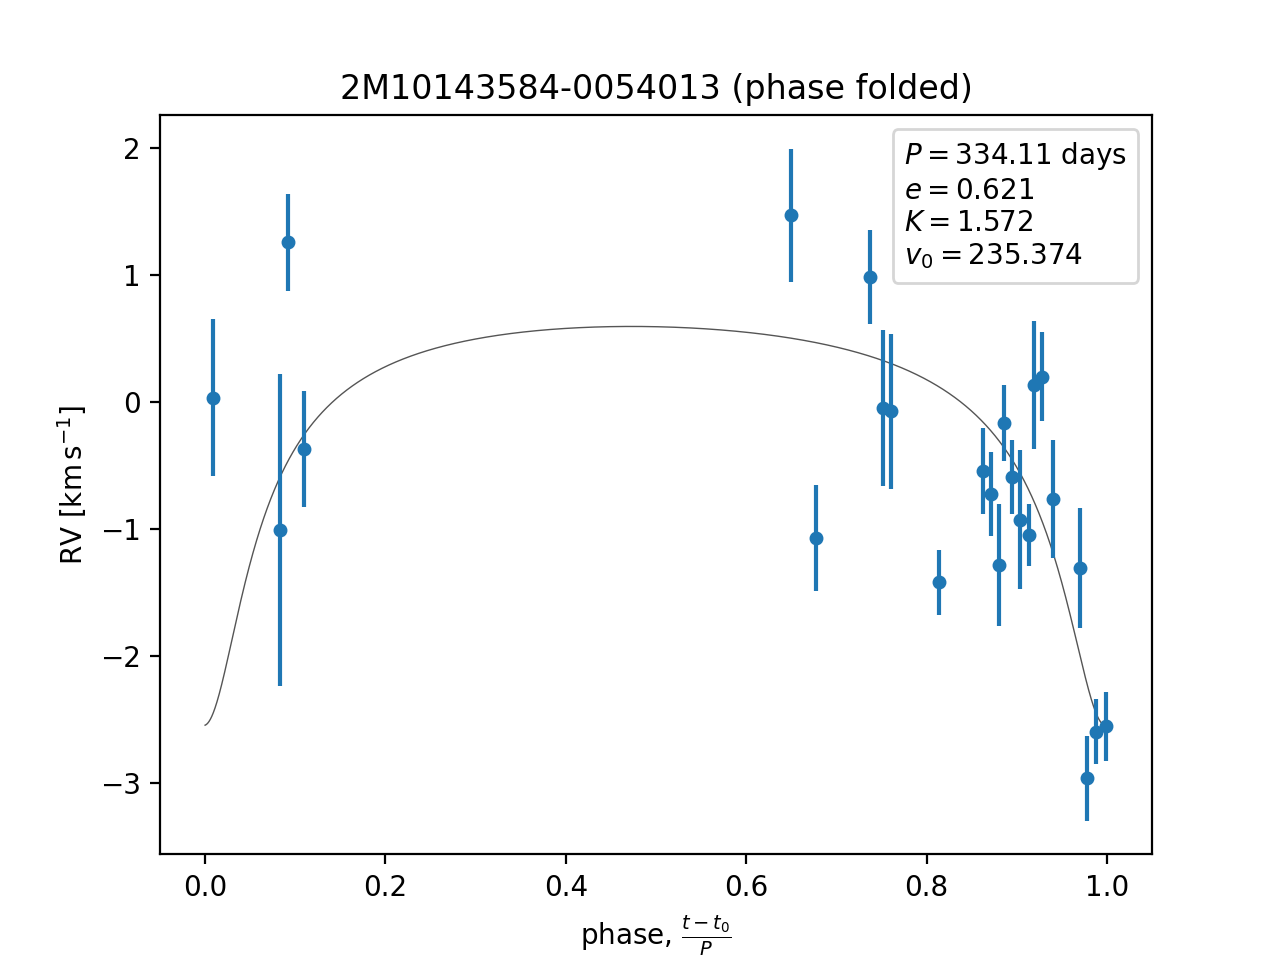 2M10143584-0054013 (phase folded)
P = 334.11 days
e = 0.621
K = 1.572
v₀ = 235.374
2
1
0
−1
−2
−3
RV [km s⁻¹]
0.0 0.2 0.4 0.6 0.8 1.0
phase, (t − t₀)/P